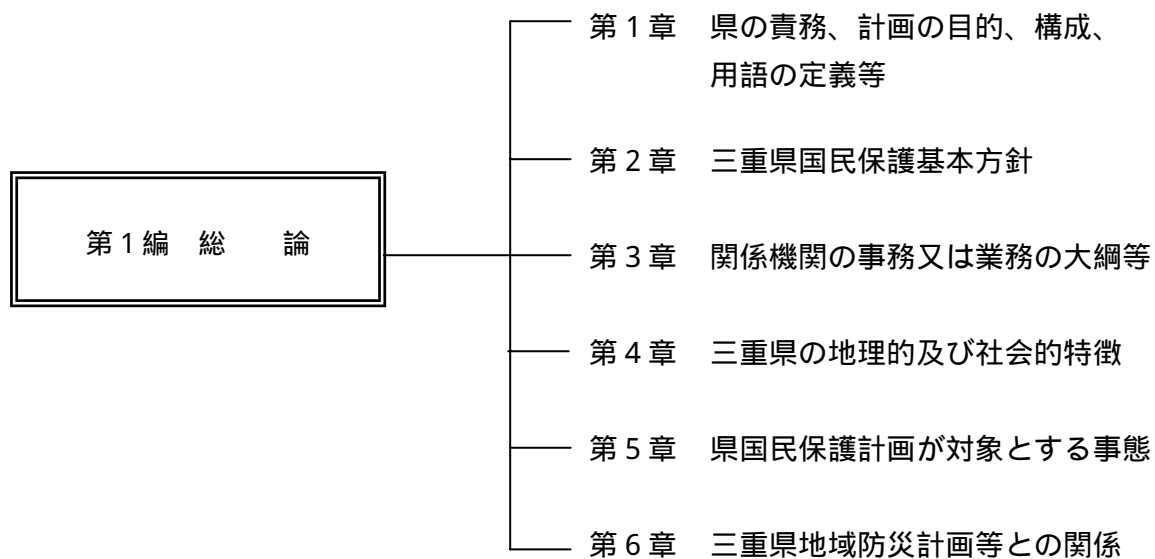 第1編　総　　論
第1章　県の責務、計画の目的、構成、
用語の定義等
第2章　三重県国民保護基本方針
第3章　関係機関の事務又は業務の大綱等
第4章　三重県の地理的及び社会的特徴
第5章　県国民保護計画が対象とする事態
第6章　三重県地域防災計画等との関係